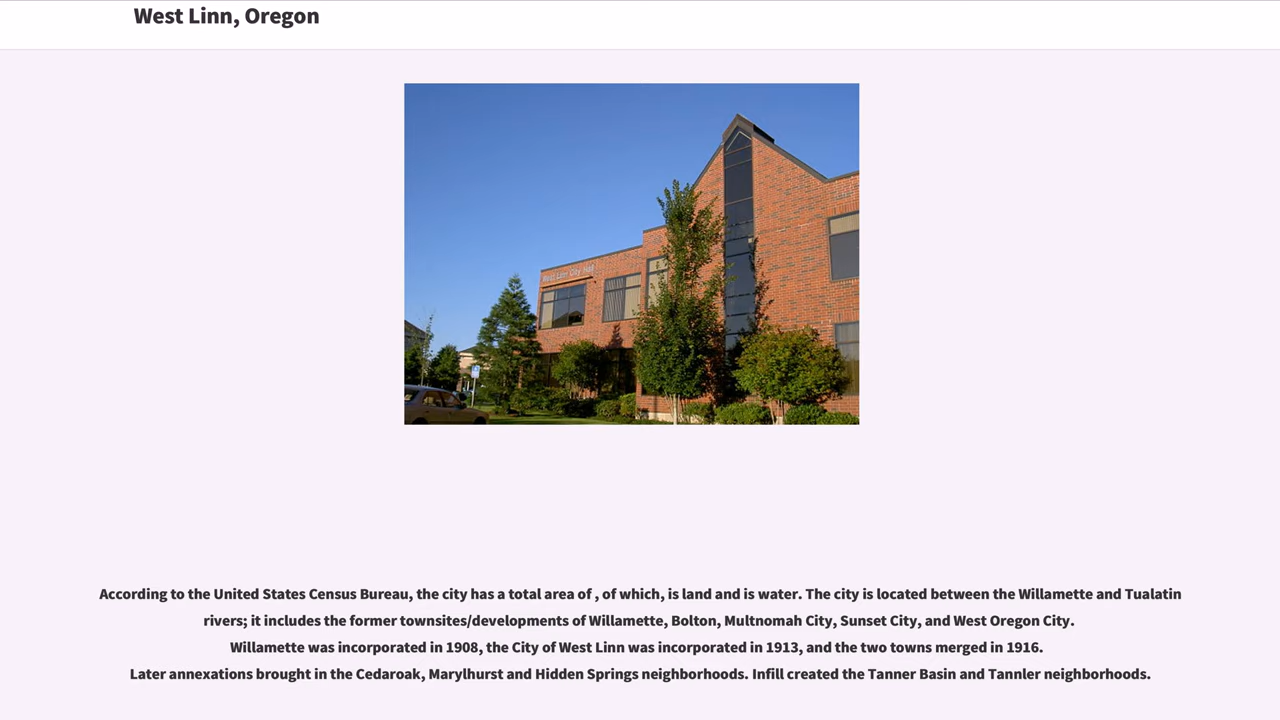 West Linn, Oregon
West Linn City Hall
According to the United States Census Bureau, the city has a total area of , of which, is land and is water. The city is located between the Willamette and Tualatin
rivers; it includes the former townsites/developments of Willamette, Bolton, Multnomah City, Sunset City, and West Oregon City.
Willamette was incorporated in 1908, the City of West Linn was incorporated in 1913, and the two towns merged in 1916.
Later annexations brought in the Cedaroak, Marylhurst and Hidden Springs neighborhoods. Infill created the Tanner Basin and Tannler neighborhoods.